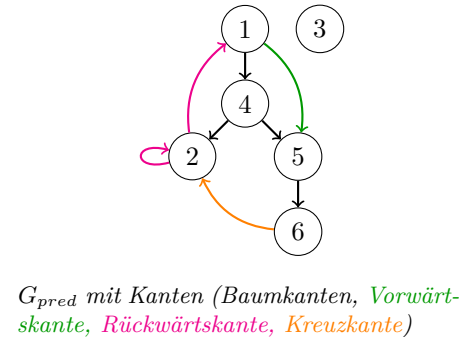 1 3
4
2 5
6
G_pred mit Kanten (Baumkanten, Vorwärt-
skante, Rückwärtskante, Kreuzkante)